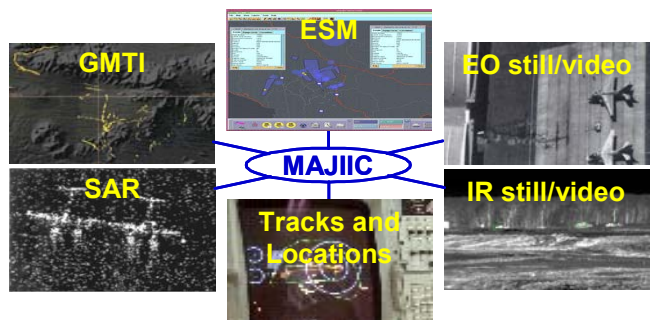 ESM
GMTI
EO still/video
MAJIIC
SAR
IR still/video
Tracks and
Locations